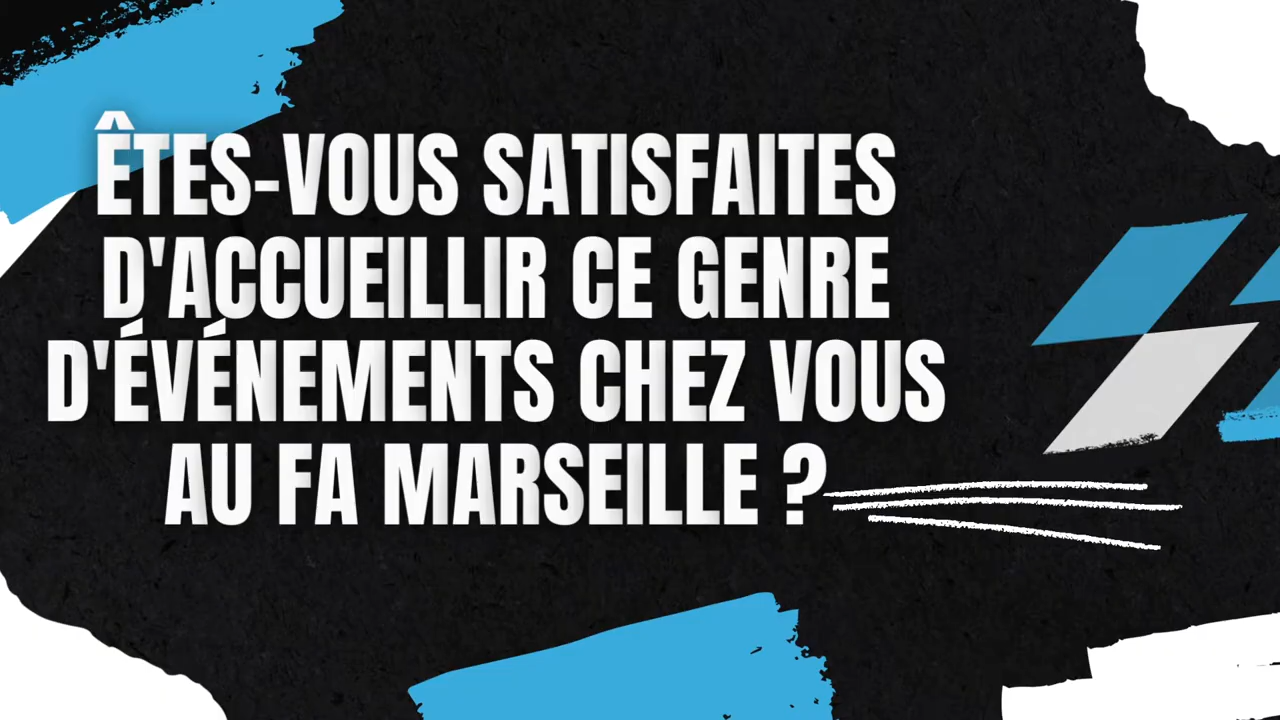 ÊTES-VOUS SATISFAITES
D'ACCUEILLIR CE GENRE
D'ÉVÉNEMENTS CHEZ VOUS
AU FA MARSEILLE ?